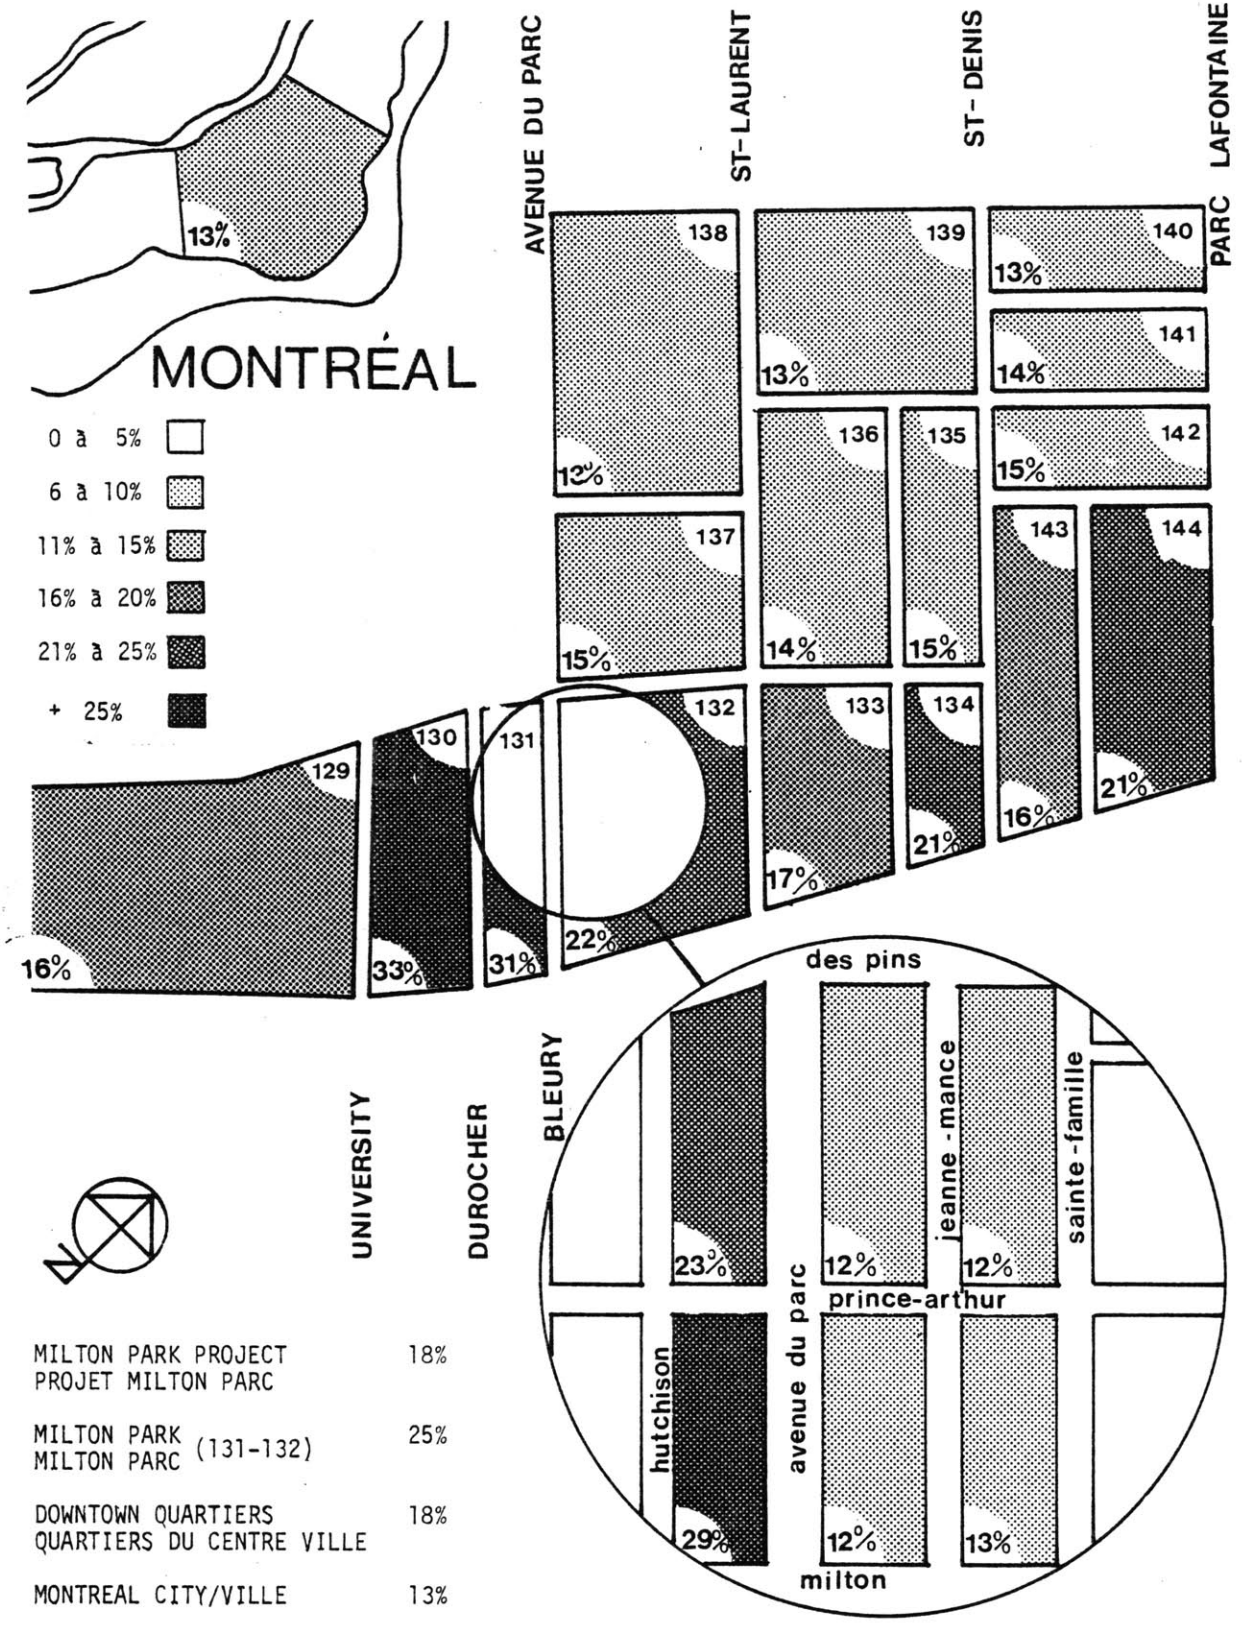 AVENUE DU PARC
ST-LAURENT
ST-DENIS
PARC LAFONTAINE
13%
MONTRÉAL
0 à 5%
6 à 10%
11% à 15%
16% à 20%
21% à 25%
+ 25%
138
13%
139
13%
140
13%
141
14%
142
15%
137
15%
136
14%
135
15%
143
16%
144
21%
129
16%
130
33%
131
31%
132
22%
133
17%
134
21%
UNIVERSITY
DUROCHER
BLEURY
N
des pins
jeanne-mance
sainte-famille
23%
12%
12%
prince-arthur
hutchison
avenue du parc
29%
12%
13%
milton
MILTON PARK PROJECT 18%
PROJET MILTON PARC
MILTON PARK 25%
MILTON PARC (131-132)
DOWNTOWN QUARTIERS 18%
QUARTIERS DU CENTRE VILLE
MONTREAL CITY/VILLE 13%